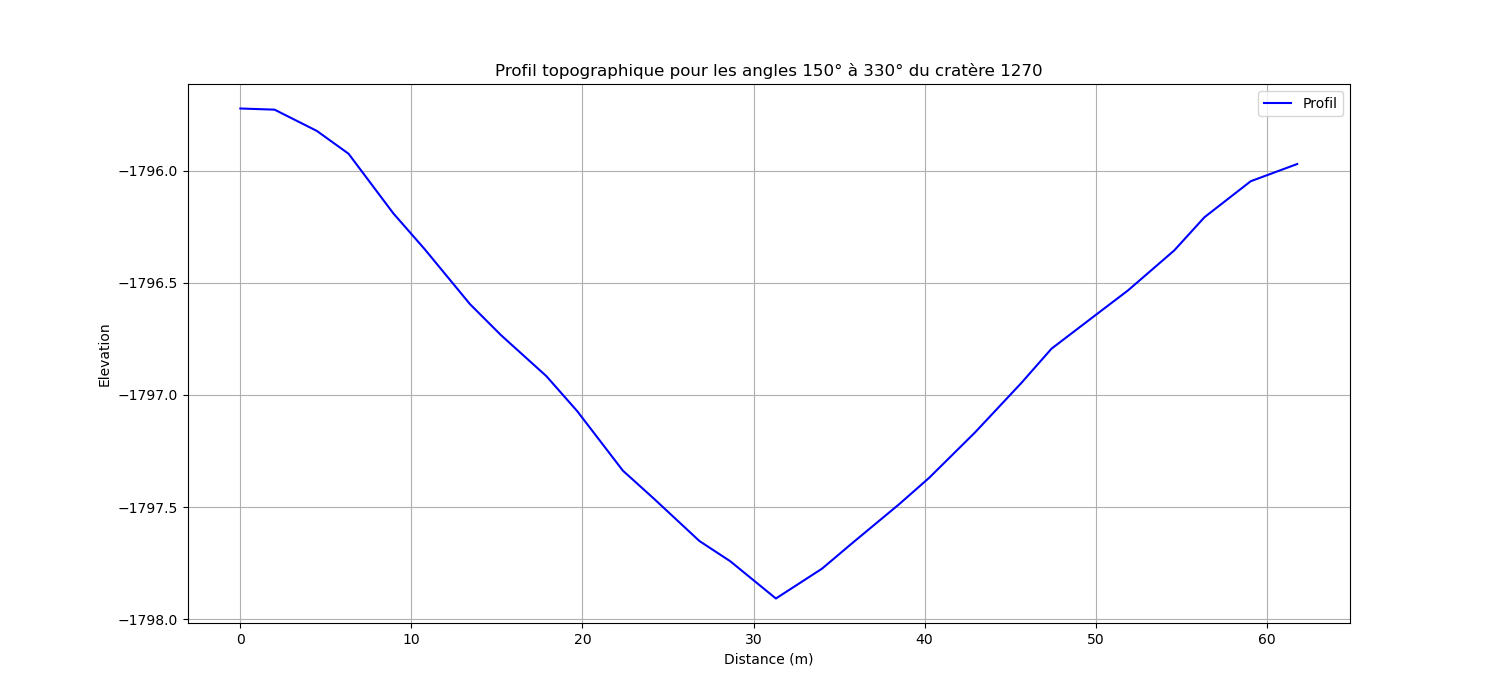 Profil topographique pour les angles 150° à 330° du cratère 1270
Profil
Elevation
−1796.0
−1796.5
−1797.0
−1797.5
−1798.0
0 10 20 30 40 50 60
Distance (m)